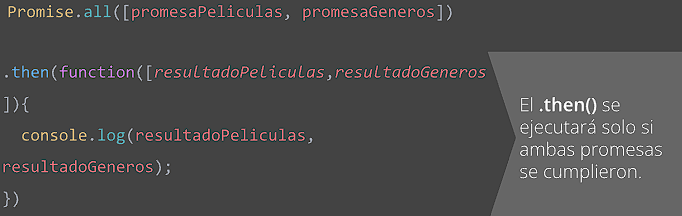 Promise.all([promesaPeliculas, promesaGeneros])
.then(function([resultadoPeliculas,resultadoGeneros
]){
console.log(resultadoPeliculas,
resultadoGeneros);
})
El .then() se
ejecutará solo si
ambas promesas
se cumplieron.